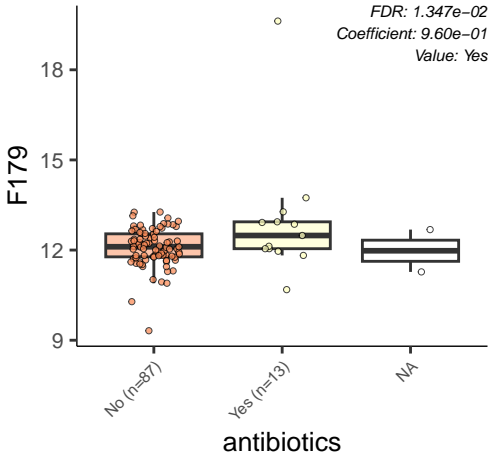 FDR: 1.347e−02
Coefficient: 9.60e−01
Value: Yes
18
15
12
9
F179
No (n=87)
Yes (n=13)
NA
antibiotics